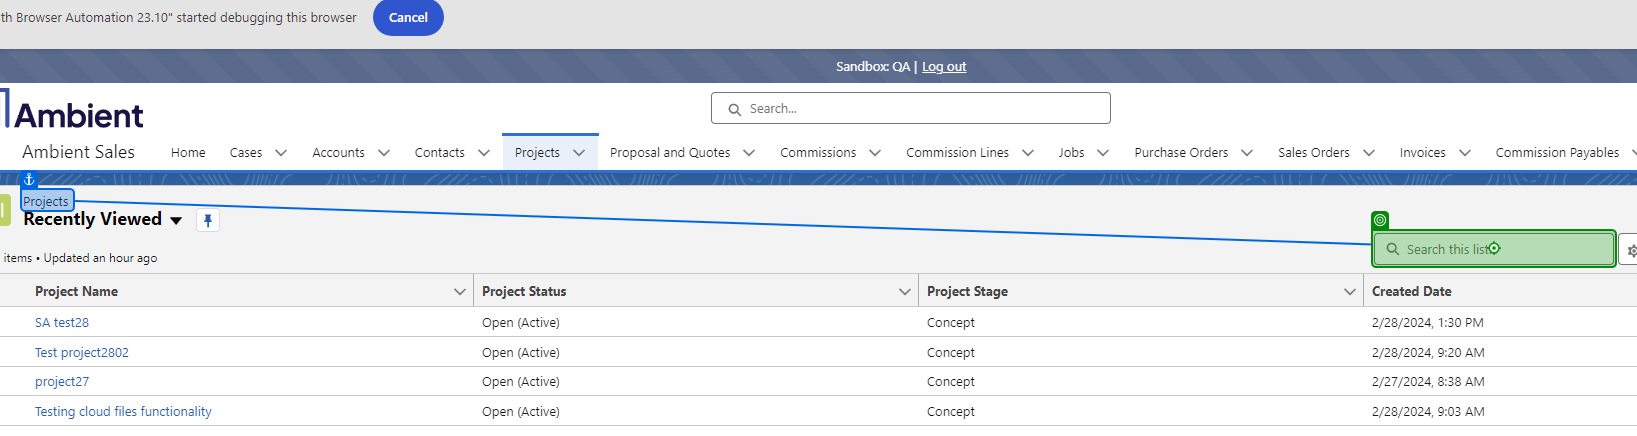 th Browser Automation 23.10" started debugging this browser Cancel
Sandbox: QA | Log out
Ambient
Search...
Ambient Sales Home Cases Accounts Contacts Projects Proposal and Quotes Commissions Commission Lines Jobs Purchase Orders Sales Orders Invoices Commission Payables
Projects
Recently Viewed
Search this list
items • Updated an hour ago
Project Name Project Status Project Stage Created Date
SA test28 Open (Active) Concept 2/28/2024, 1:30 PM
Test project2802 Open (Active) Concept 2/28/2024, 9:20 AM
project27 Open (Active) Concept 2/27/2024, 8:38 AM
Testing cloud files functionality Open (Active) Concept 2/28/2024, 9:03 AM